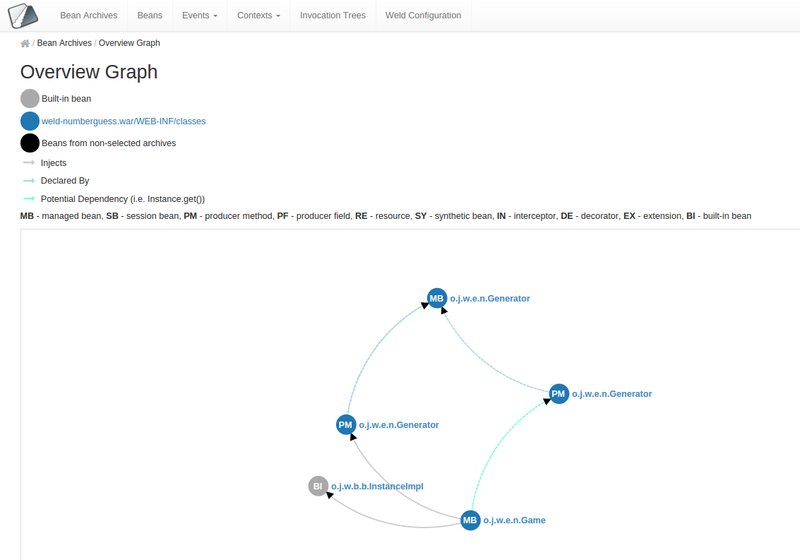 Bean Archives Beans Events Contexts Invocation Trees Weld Configuration
/ Bean Archives / Overview Graph
Overview Graph
Built-in bean
weld-numberguess.war/WEB-INF/classes
Beans from non-selected archives
Injects
Declared By
Potential Dependency (i.e. Instance.get())
MB - managed bean, SB - session bean, PM - producer method, PF - producer field, RE - resource, SY - synthetic bean, IN - interceptor, DE - decorator, EX - extension, BI - built-in bean
MB o.j.w.e.n.Generator
PM o.j.w.e.n.Generator
PM o.j.w.e.n.Generator
BI o.j.w.b.b.InstanceImpl
MB o.j.w.e.n.Game